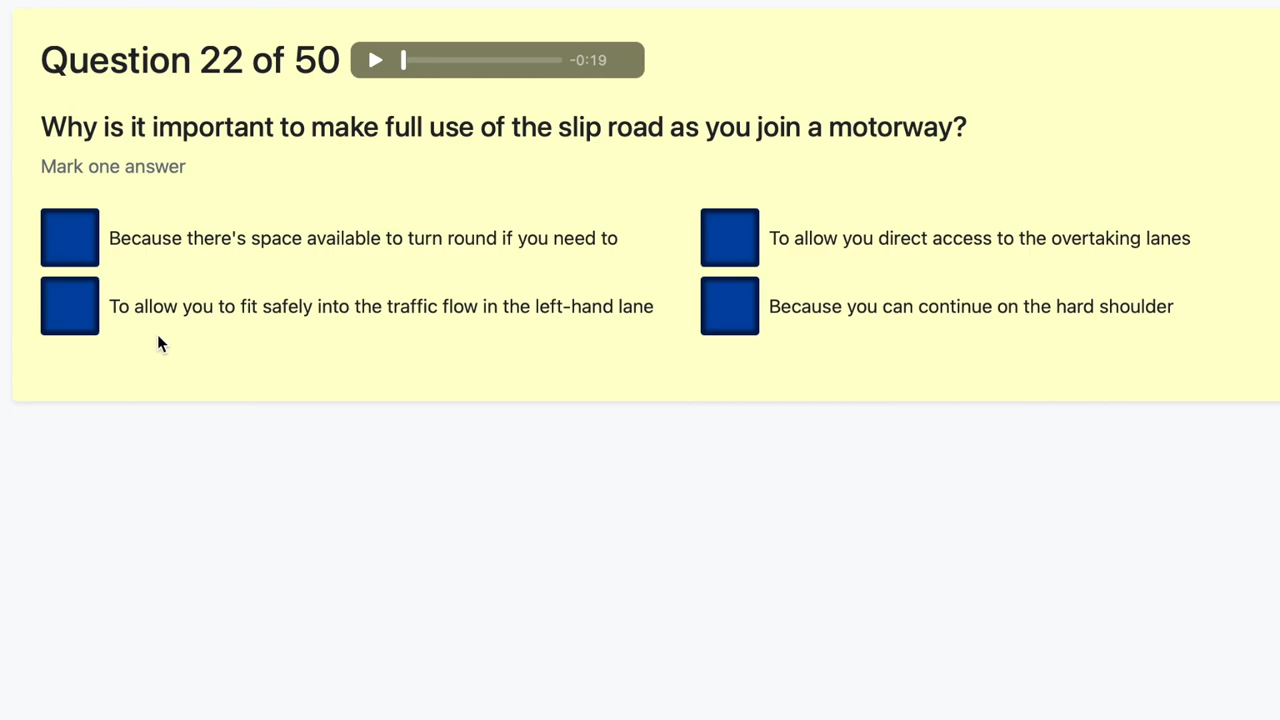 Question 22 of 50
-0:19
Why is it important to make full use of the slip road as you join a motorway?
Mark one answer
Because there's space available to turn round if you need to
To allow you direct access to the overtaking lanes
To allow you to fit safely into the traffic flow in the left-hand lane
Because you can continue on the hard shoulder